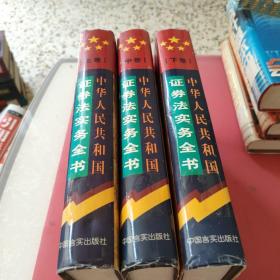 上卷
中华人民共和国
证券法实务全书
中国言实出版社
中卷
中华人民共和国
证券法实务全书
中国言实出版社
下卷
中华人民共和国
证券法实务全书
中国言实出版社